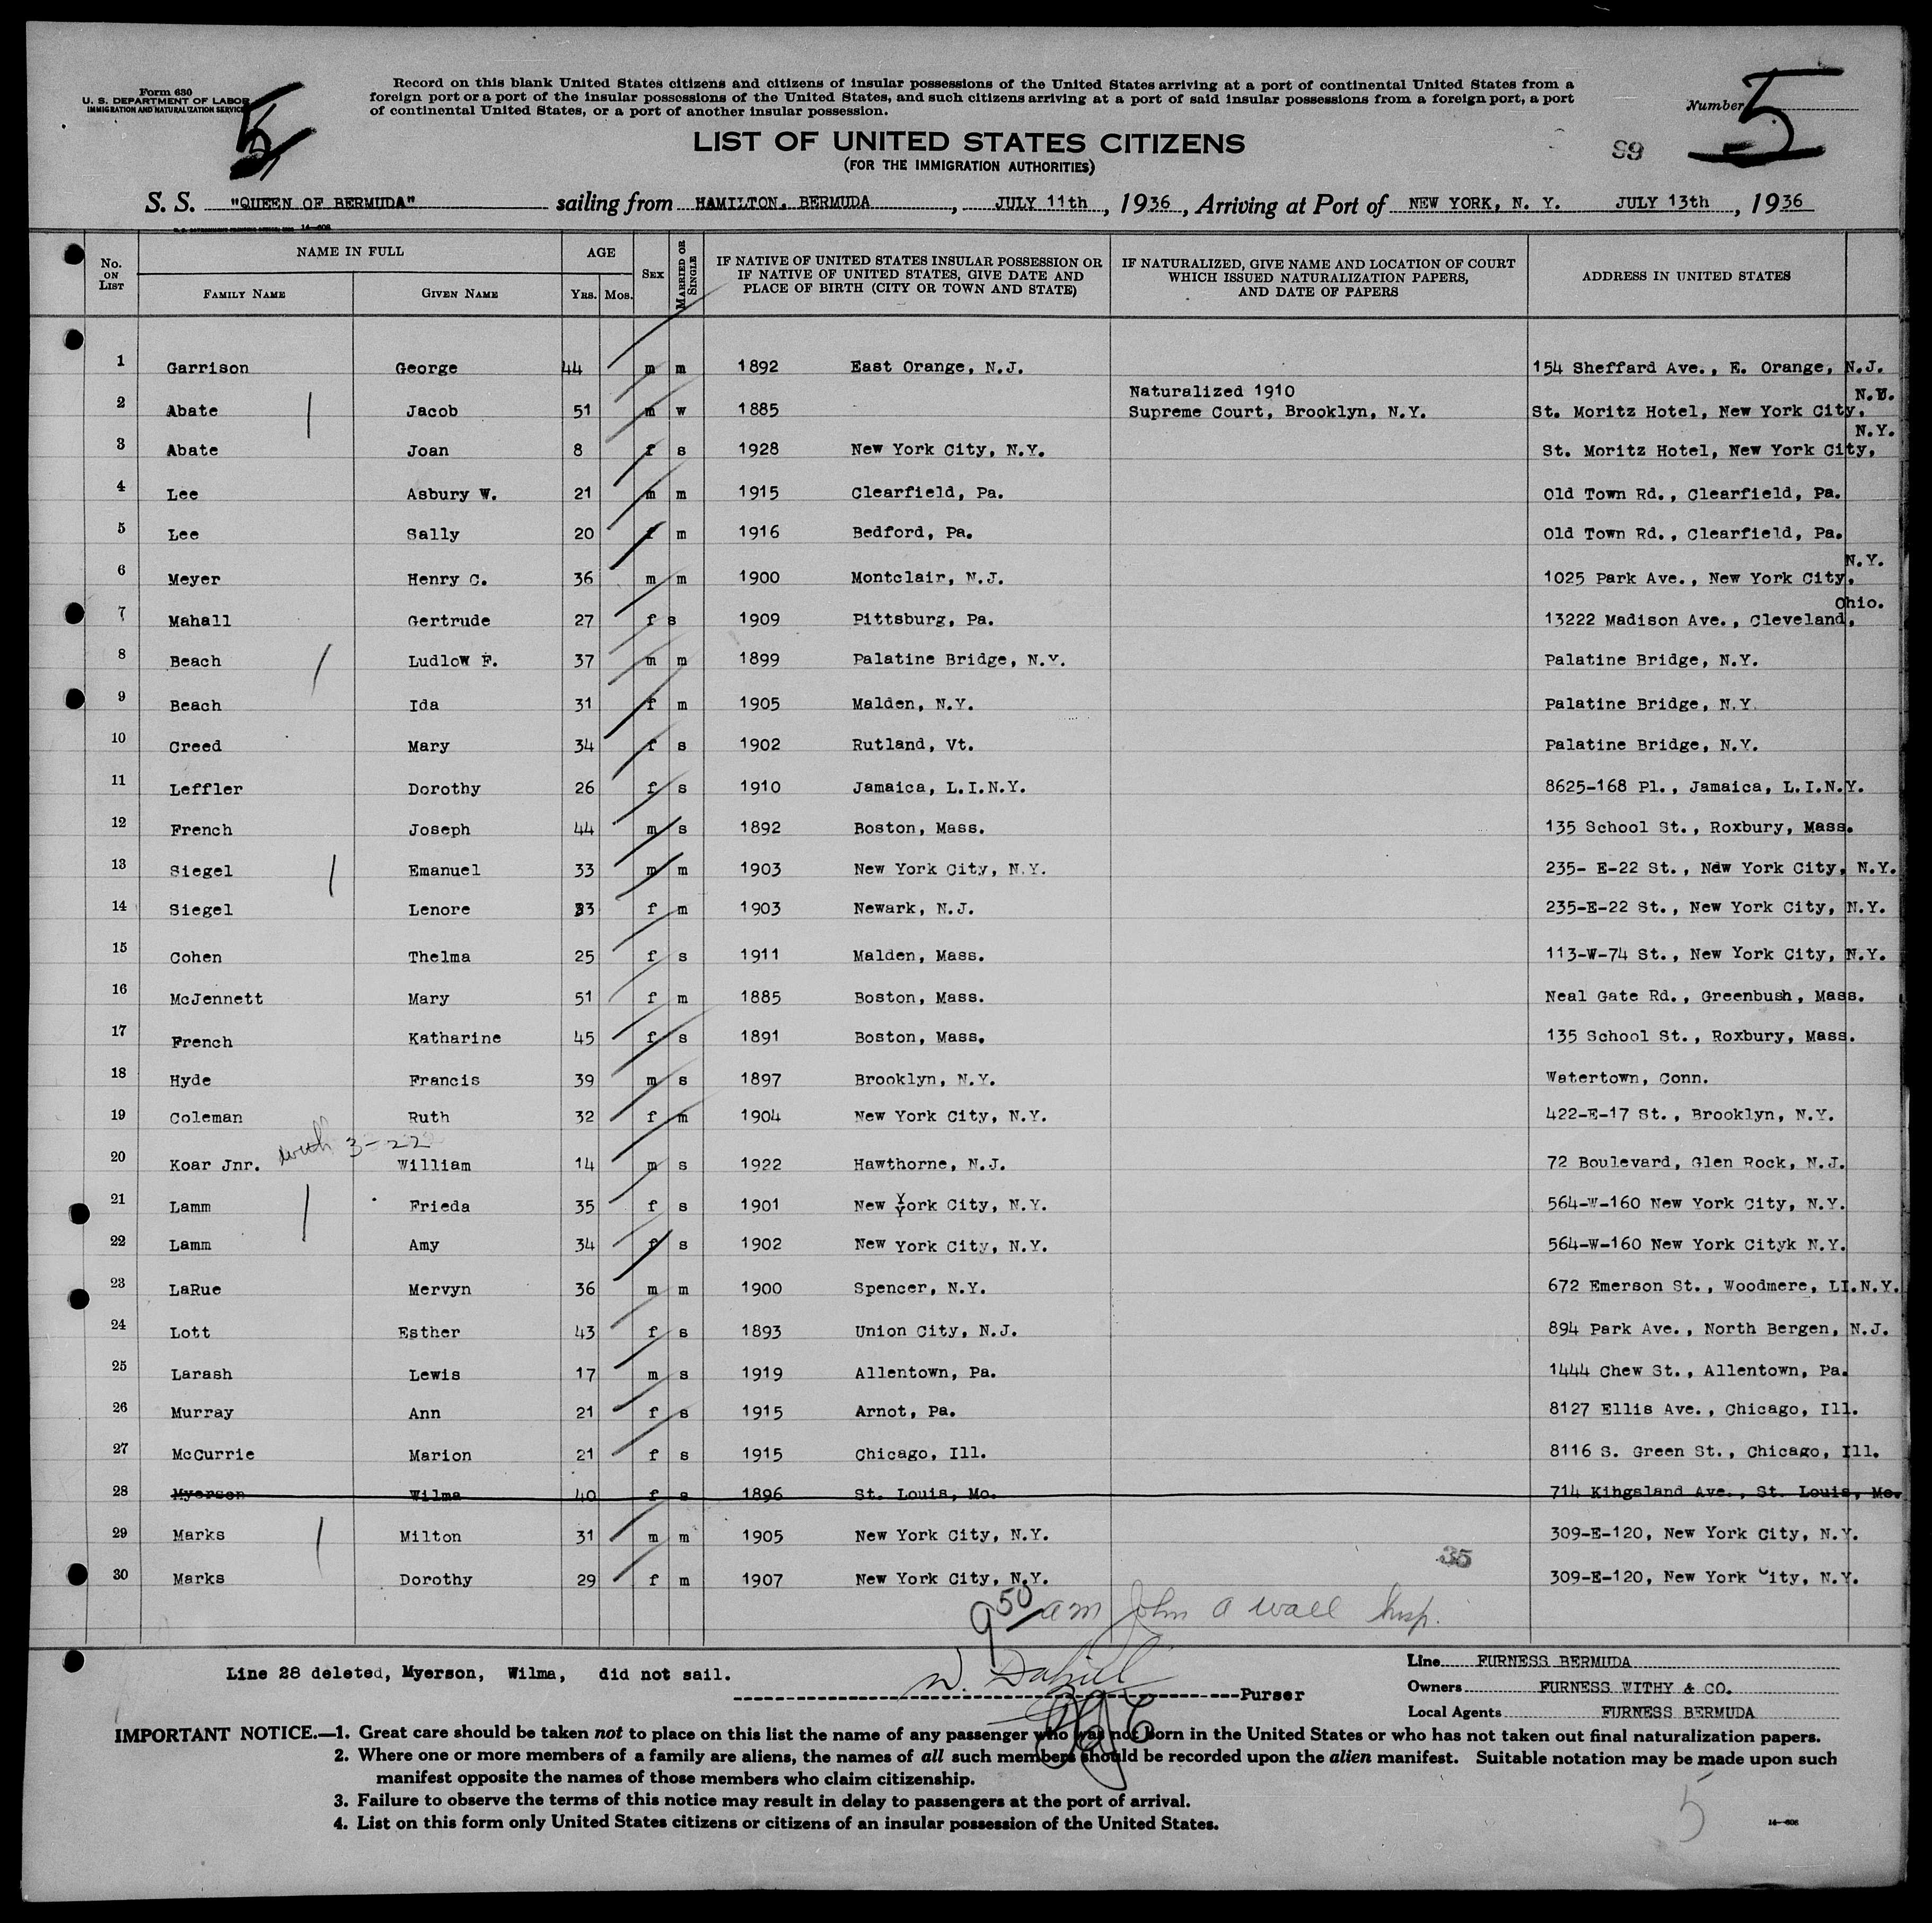 Form 630
U. S. DEPARTMENT OF LABOR
IMMIGRATION AND NATURALIZATION SERVICE
5
Record on this blank United States citizens and citizens of insular possessions of the United States arriving at a port of continental United States from a
foreign port or a port of the insular possessions of the United States, and such citizens arriving at a port of said insular possessions from a foreign port, a port
of continental United States, or a port of another insular possession.
Number 5
LIST OF UNITED STATES CITIZENS
(FOR THE IMMIGRATION AUTHORITIES)
89
S. S. "QUEEN OF BERMUDA" sailing from HAMILTON. BERMUDA, JULY 11th, 1936, Arriving at Port of NEW YORK, N. Y. JULY 13th, 1936
14-608
No. ON LIST NAME IN FULL FAMILY NAME GIVEN NAME AGE YRS. MOS. SEX MARRIED OR SINGLE IF NATIVE OF UNITED STATES INSULAR POSSESSION OR IF NATIVE OF UNITED STATES, GIVE DATE AND PLACE OF BIRTH (CITY OR TOWN AND STATE) IF NATURALIZED, GIVE NAME AND LOCATION OF COURT WHICH ISSUED NATURALIZATION PAPERS, AND DATE OF PAPERS ADDRESS IN UNITED STATES
1 Garrison George 44 m m 1892 East Orange, N.J. 154 Sheffard Ave., E. Orange, N.J.
2 Abate Jacob 51 m w 1885 Naturalized 1910 Supreme Court, Brooklyn, N.Y. St. Moritz Hotel, New York City, N.Y.
3 Abate Joan 8 f s 1928 New York City, N.Y. St. Moritz Hotel, New York City, N.Y.
4 Lee Asbury W. 21 m m 1915 Clearfield, Pa. Old Town Rd., Clearfield, Pa.
5 Lee Sally 20 f m 1916 Bedford, Pa. Old Town Rd., Clearfield, Pa.
6 Meyer Henry C. 36 m m 1900 Montclair, N.J. 1025 Park Ave., New York City, N.Y.
7 Mahall Gertrude 27 f s 1909 Pittsburg, Pa. 13222 Madison Ave., Cleveland, Ohio.
8 Beach Ludlow F. 37 m m 1899 Palatine Bridge, N.Y. Palatine Bridge, N.Y.
9 Beach Ida 31 f m 1905 Malden, N.Y. Palatine Bridge, N.Y.
10 Creed Mary 34 f s 1902 Rutland, Vt. Palatine Bridge, N.Y.
11 Leffler Dorothy 26 f s 1910 Jamaica, L.I.N.Y. 8625-168 Pl., Jamaica, L.I.N.Y.
12 French Joseph 44 m s 1892 Boston, Mass. 135 School St., Roxbury, Mass.
13 Siegel Emanuel 33 m m 1903 New York City, N.Y. 235- E-22 St., New York City, N.Y.
14 Siegel Lenore 33 f m 1903 Newark, N.J. 235-E-22 St., New York City, N.Y.
15 Cohen Thelma 25 f s 1911 Malden, Mass. 113-W-74 St., New York City, N.Y.
16 McJennett Mary 51 f m 1885 Boston, Mass. Neal Gate Rd., Greenbush, Mass.
17 French Katharine 45 f s 1891 Boston, Mass. 135 School St., Roxbury, Mass.
18 Hyde Francis 39 m s 1897 Brooklyn, N.Y. Watertown, Conn.
19 Coleman Ruth 32 f m 1904 New York City, N.Y. 422-E-17 St., Brooklyn, N.Y.
with 3-22
20 Koar Jnr. William 14 m s 1922 Hawthorne, N.J. 72 Boulevard, Glen Rock, N.J.
21 Lamm Frieda 35 f s 1901 New York City, N.Y. 564-W-160 New York City, N.Y.
22 Lamm Amy 34 f s 1902 New York City, N.Y. 564-W-160 New York Cityk N.Y.
23 LaRue Mervyn 36 m m 1900 Spencer, N.Y. 672 Emerson St., Woodmere, LI.N.Y.
24 Lott Esther 43 f s 1893 Union City, N.J. 894 Park Ave., North Bergen, N.J.
25 Larash Lewis 17 m s 1919 Allentown, Pa. 1444 Chew St., Allentown, Pa.
26 Murray Ann 21 f s 1915 Arnot, Pa. 8127 Ellis Ave., Chicago, Ill.
27 McCurrie Marion 21 f s 1915 Chicago, Ill. 8116 S. Green St., Chicago, Ill.
28 Myerson Wilma 40 f s 1896 St. Louis, Mo. 714 Kingsland Ave., St. Louis, Mo.
29 Marks Milton 31 m m 1905 New York City, N.Y. 309-E-120, New York City, N.Y.
30 Marks Dorothy 29 f m 1907 New York City, N.Y. 309-E-120, New York City, N.Y.
35
9 50 am John A Wall Insp.
Line 28 deleted, Myerson, Wilma, did not sail.
Purser
Line FURNESS BERMUDA
Owners FURNESS WITHY & CO.
Local Agents FURNESS BERMUDA
IMPORTANT NOTICE.—1. Great care should be taken not to place on this list the name of any passenger who was not born in the United States or who has not taken out final naturalization papers.
2. Where one or more members of a family are aliens, the names of all such members should be recorded upon the alien manifest. Suitable notation may be made upon such
manifest opposite the names of those members who claim citizenship.
3. Failure to observe the terms of this notice may result in delay to passengers at the port of arrival.
4. List on this form only United States citizens or citizens of an insular possession of the United States.
5
14-608